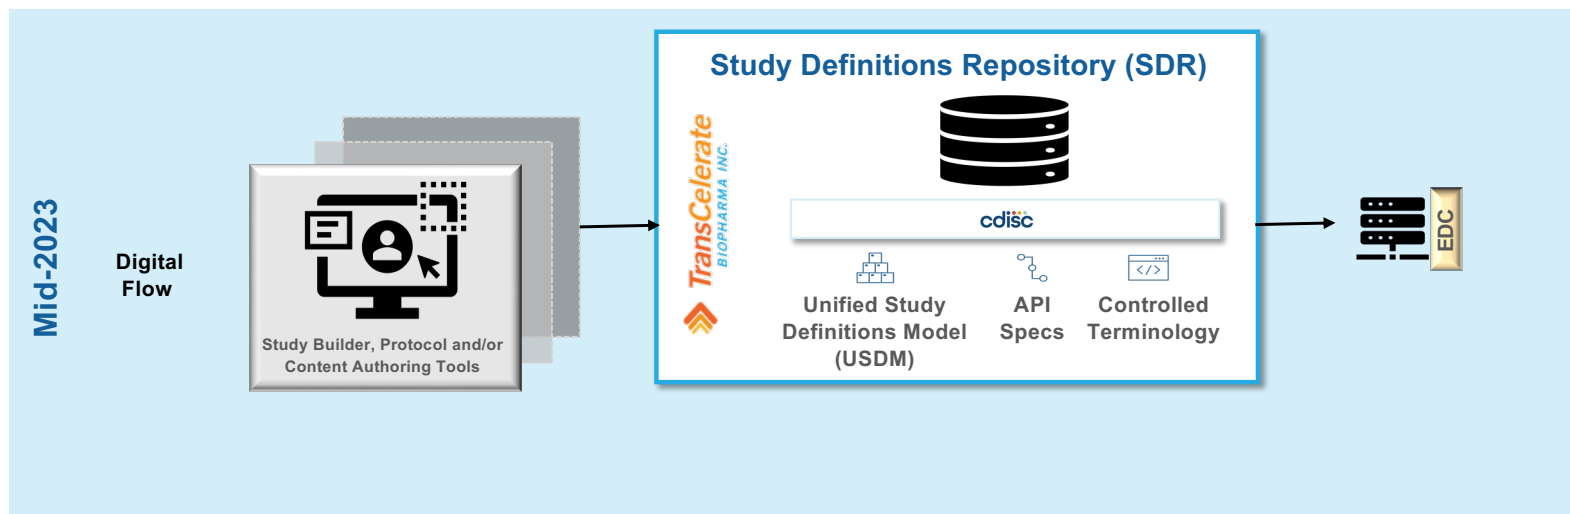 Mid-2023
Digital
Flow
Study Builder, Protocol and/or
Content Authoring Tools
Study Definitions Repository (SDR)
TransCelerate
BIOPHARMA INC.
cdisc
</>
Unified Study
Definitions Model
(USDM)
API
Specs
Controlled
Terminology
EDC